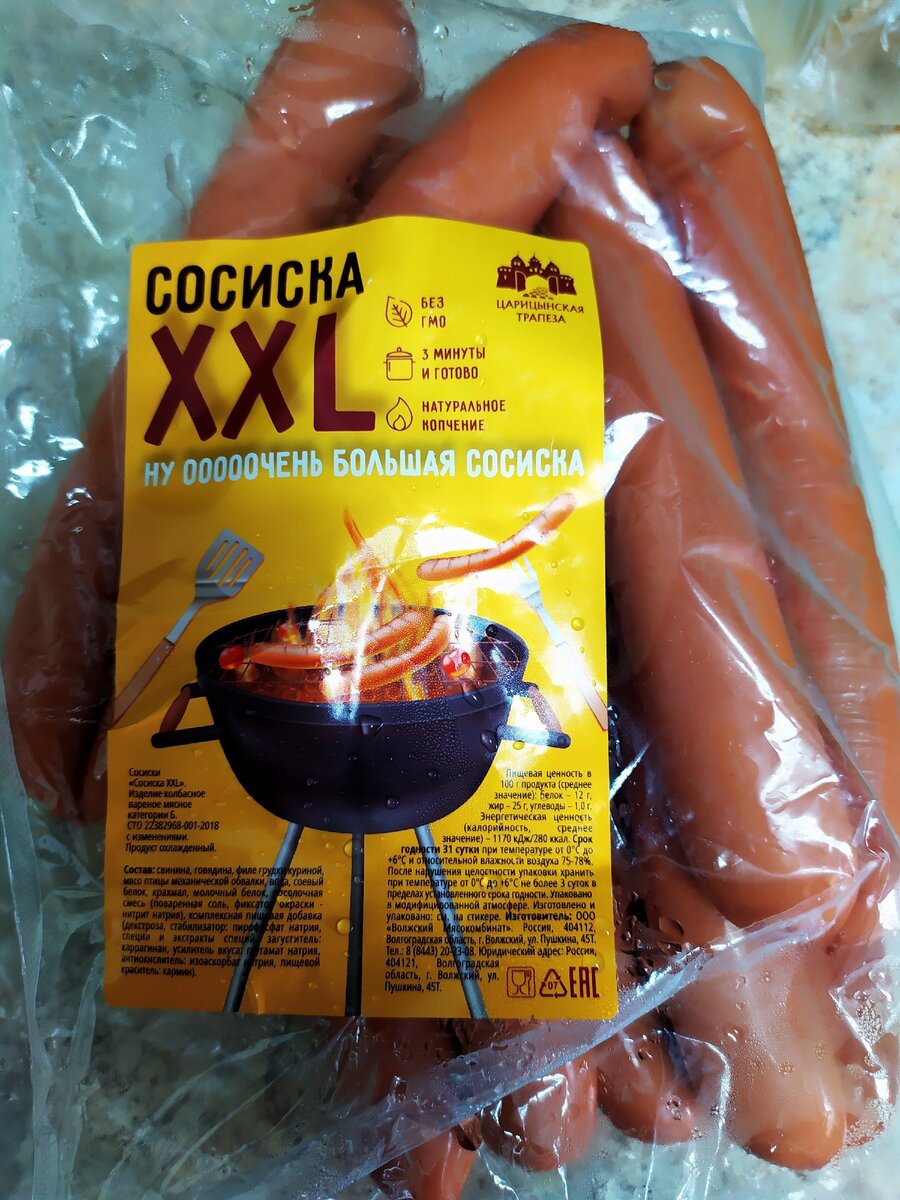 СОСИСКА
XXL
БЕЗ
ГМО
3 МИНУТЫ
И ГОТОВО
НАТУРАЛЬНОЕ
КОПЧЕНИЕ
ЦАРИЦЫНСКАЯ
ТРАПЕЗА
НУ ОООООЧЕНЬ БОЛЬШАЯ СОСИСКА
Сосиски
«Сосиска XXL».
Изделие колбасное
вареное мясное
категории Б.
СТО 22382968-001-2018
с изменениями.
Продукт охлажденный.
Состав: свинина, говядина, филе грудки куриной,
мясо птицы механической обвалки, вода, соевый
белок, крахмал, молочный белок, посолочная
смесь (поваренная соль, фиксатор окраски -
нитрит натрия), комплексная пищевая добавка
(декстроза, стабилизатор: пирофосфат натрия,
специи и экстракты специй, загуститель:
каррагинан, усилитель вкуса: глутамат натрия,
антиокислитель: изоаскорбат натрия, пищевой
краситель: кармин).
Пищевая ценность в
100 г продукта (среднее
значение): белок – 12 г,
жир – 25 г, углеводы – 1,0 г.
Энергетическая ценность
(калорийность, среднее
значение) – 1170 кДж/280 ккал. Срок
годности 31 сутки при температуре от 0°С до
+6°С и относительной влажности воздуха 75-78%.
После нарушения целостности упаковки хранить
при температуре от 0°С до +6°С не более 3 суток в
пределах установленного срока годности. Упаковано
в модифицированной атмосфере. Изготовлено и
упаковано: см. на стикере. Изготовитель: ООО
«Волжский мясокомбинат». Россия, 404112,
Волгоградская область, г. Волжский, ул. Пушкина, 45Т.
Тел.: 8 (8443) 20-23-08. Юридический адрес: Россия,
404121, Волгоградская
область, г. Волжский, ул.
Пушкина, 45Т.
07
EAC